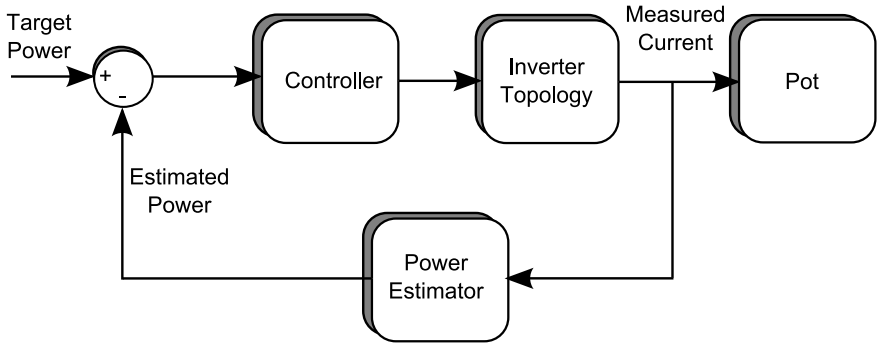 Target
Power
+
-
Controller
Inverter
Topology
Measured
Current
Pot
Estimated
Power
Power
Estimator